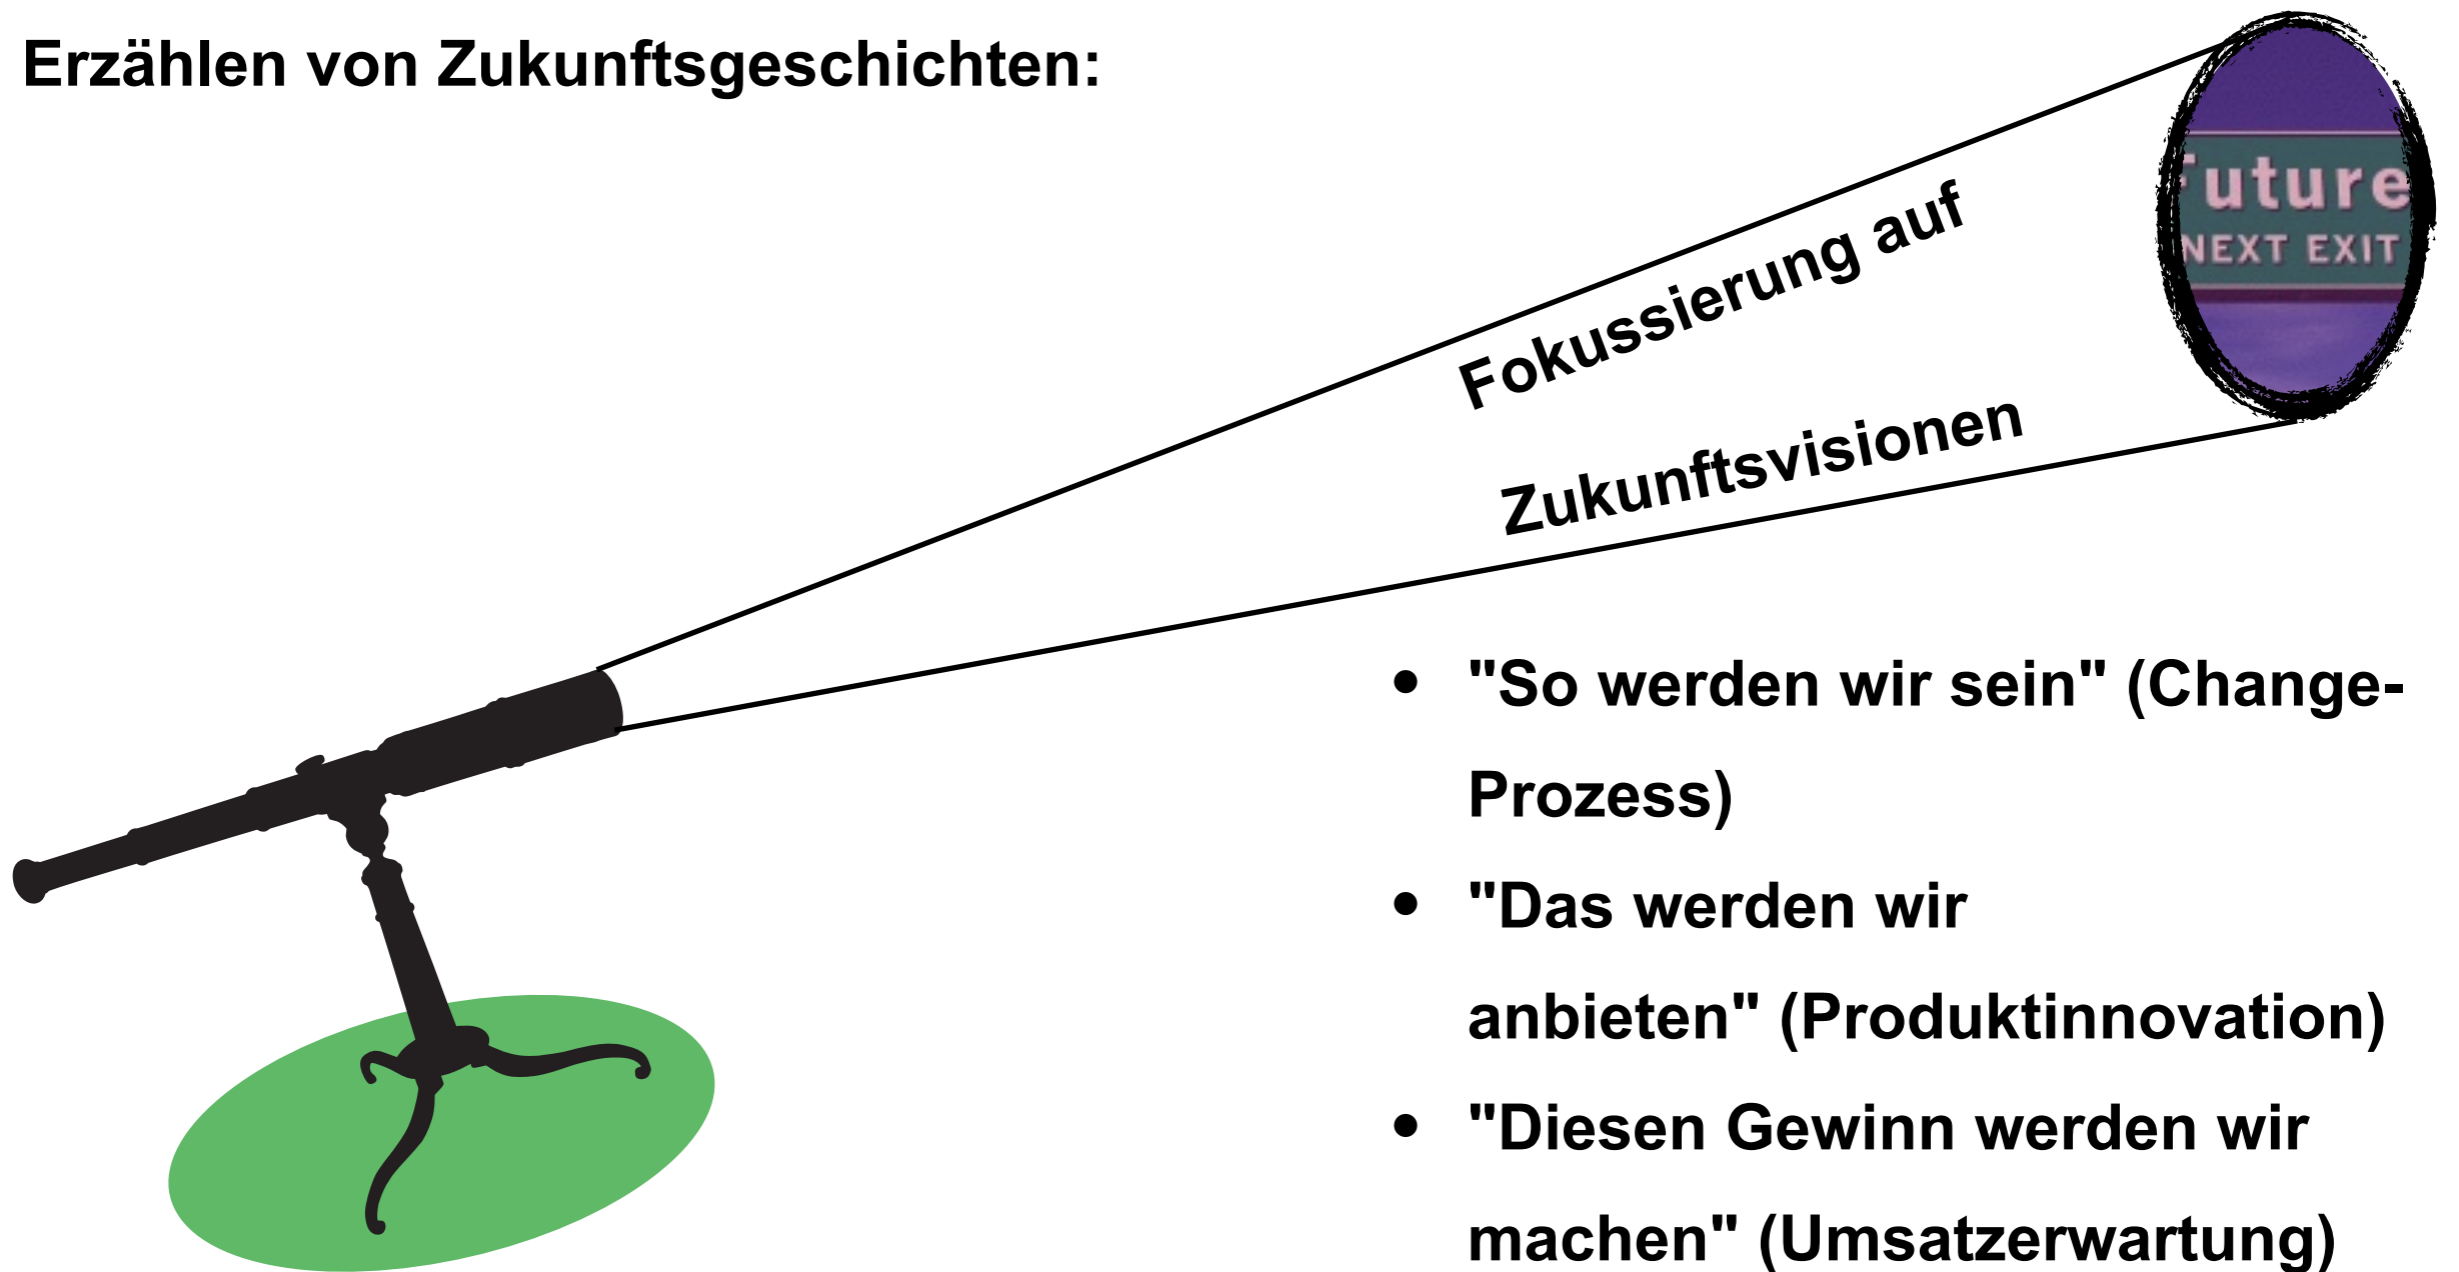 Erzählen von Zukunftsgeschichten:
Future
NEXT EXIT
Fokussierung auf
Zukunftsvisionen
• "So werden wir sein" (Change-
Prozess)
• "Das werden wir
anbieten" (Produktinnovation)
• "Diesen Gewinn werden wir
machen" (Umsatzerwartung)